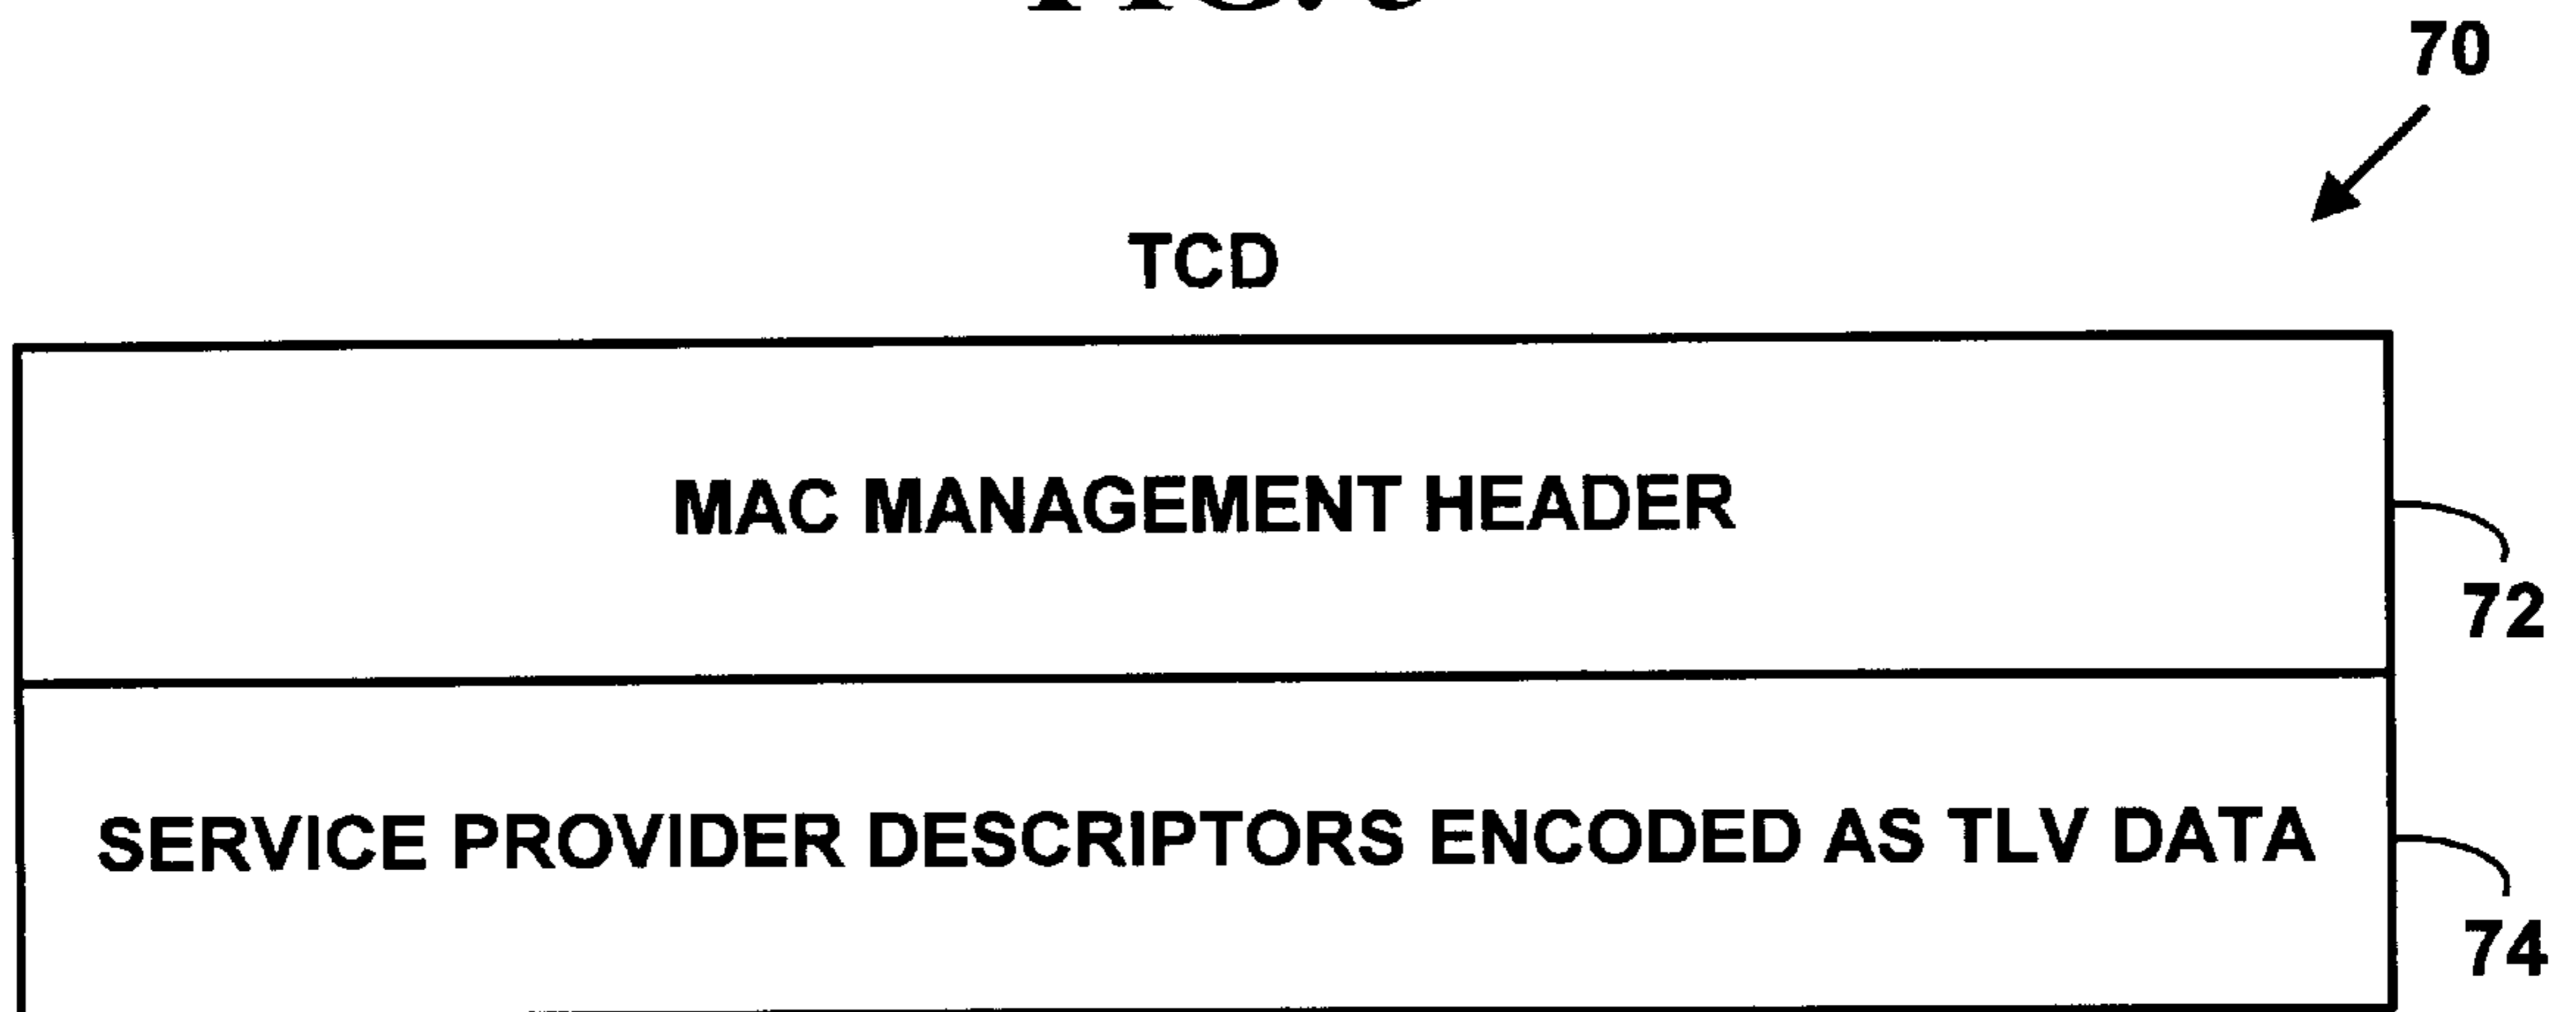 70
TCD
MAC MANAGEMENT HEADER
72
SERVICE PROVIDER DESCRIPTORS ENCODED AS TLV DATA
74